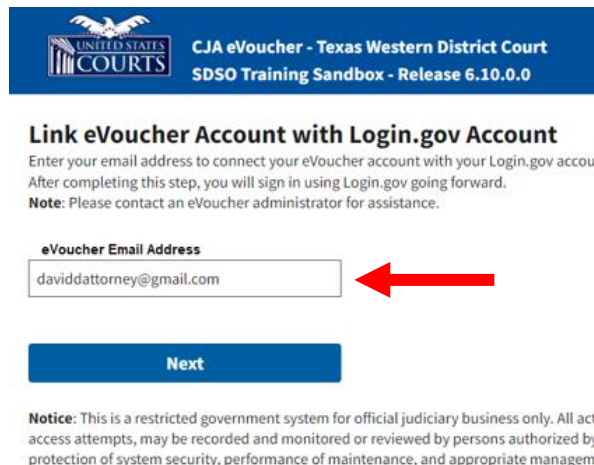 UNITED STATES
COURTS
CJA eVoucher - Texas Western District Court
SDSO Training Sandbox - Release 6.10.0.0
Link eVoucher Account with Login.gov Account
Enter your email address to connect your eVoucher account with your Login.gov accou
After completing this step, you will sign in using Login.gov going forward.
Note: Please contact an eVoucher administrator for assistance.
eVoucher Email Address
daviddattorney@gmail.com
Next
Notice: This is a restricted government system for official judiciary business only. All act
access attempts, may be recorded and monitored or reviewed by persons authorized by
protection of system security, performance of maintenance, and appropriate managem